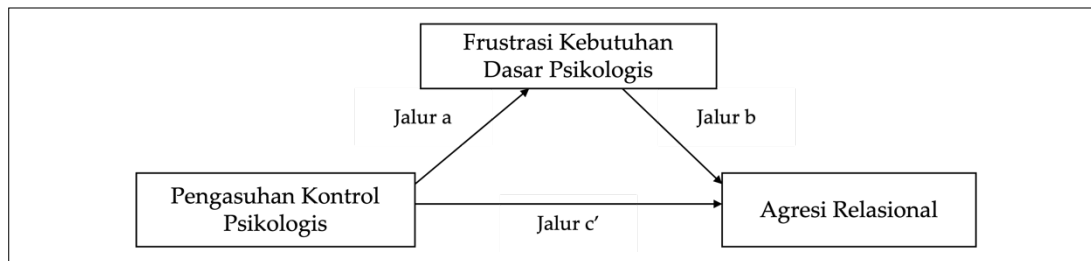 Frustrasi Kebutuhan
Dasar Psikologis
Jalur a
Jalur b
Pengasuhan Kontrol
Psikologis
Jalur c’
Agresi Relasional